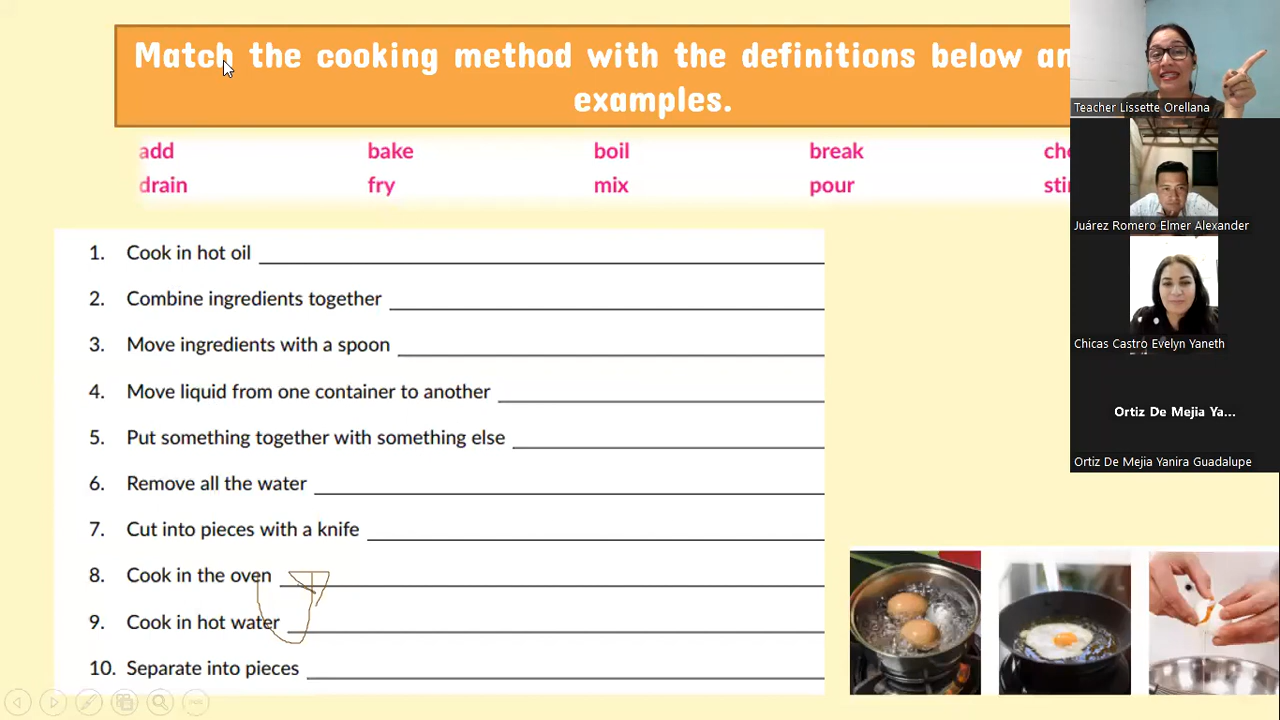 Match the cooking method with the definitions below
examples.
add bake boil break
drain fry mix pour
1. Cook in hot oil
2. Combine ingredients together
3. Move ingredients with a spoon
4. Move liquid from one container to another
5. Put something together with something else
6. Remove all the water
7. Cut into pieces with a knife
8. Cook in the oven
9. Cook in hot water
10. Separate into pieces
Teacher Lissette Orellana
Juárez Romero Elmer Alexander
Chicas Castro Evelyn Yaneth
Ortiz De Mejia Ya...
Ortiz De Mejia Yanira Guadalupe